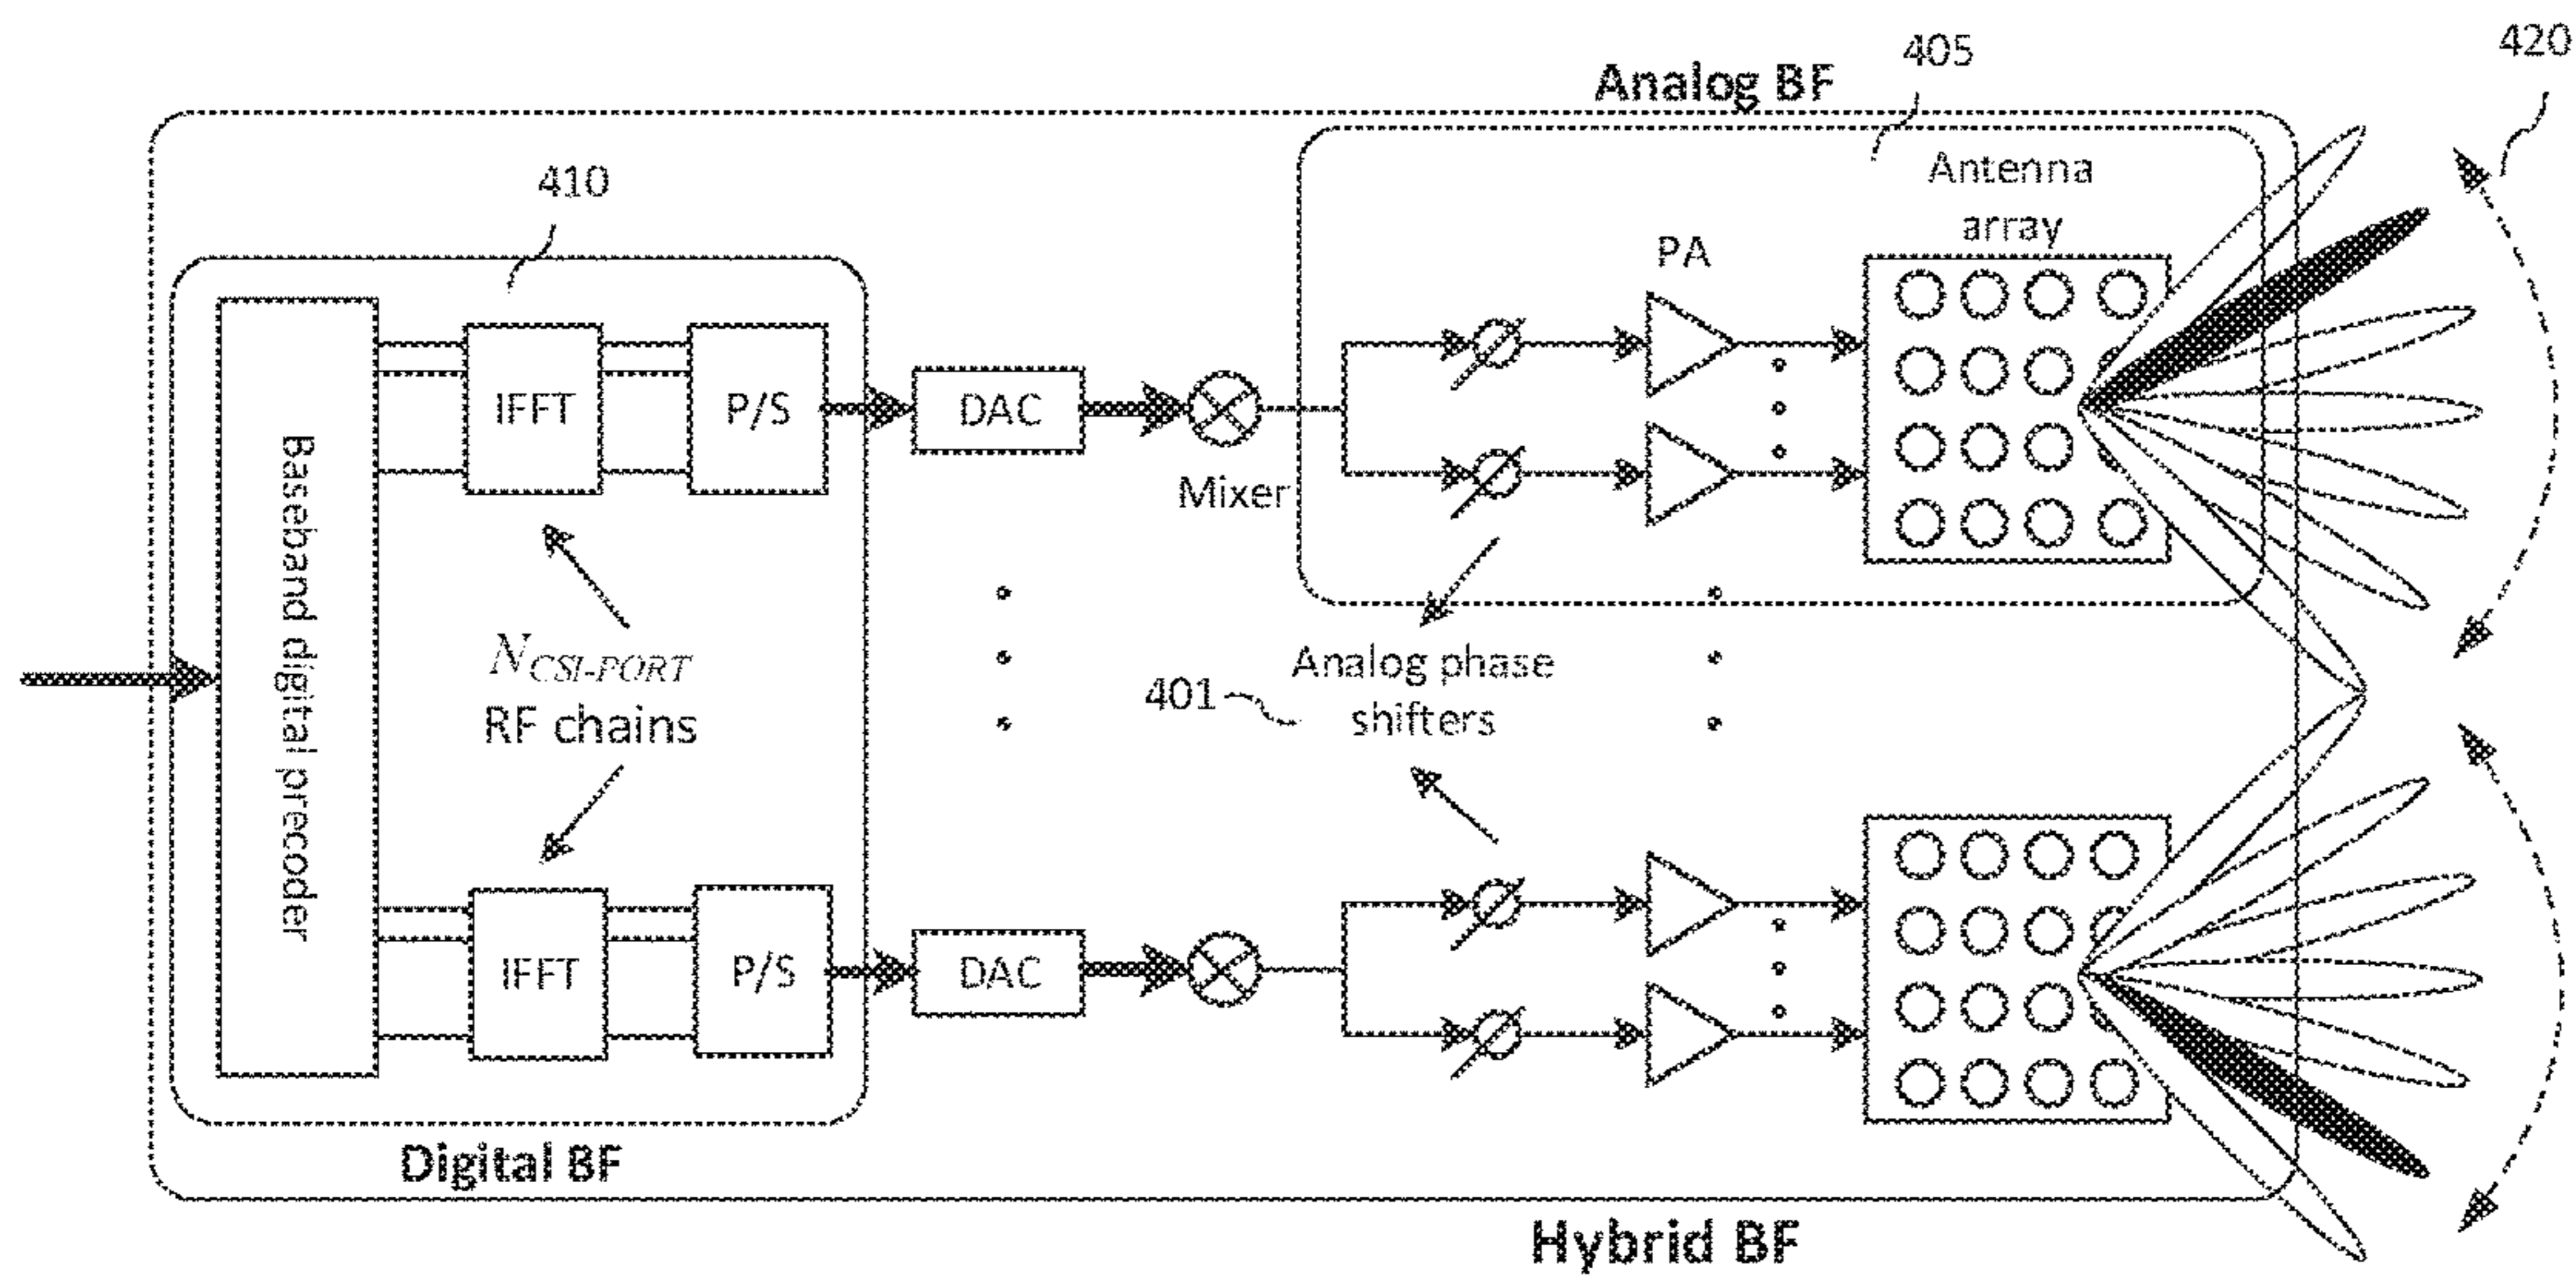 420
405
Analog BF
Antenna
array
410
PA
IFFT
P/S
DAC
Mixer
Baseband digital precoder
N_CSI-PORT
RF chains
401
Analog phase
shifters
IFFT
P/S
DAC
Digital BF
Hybrid BF